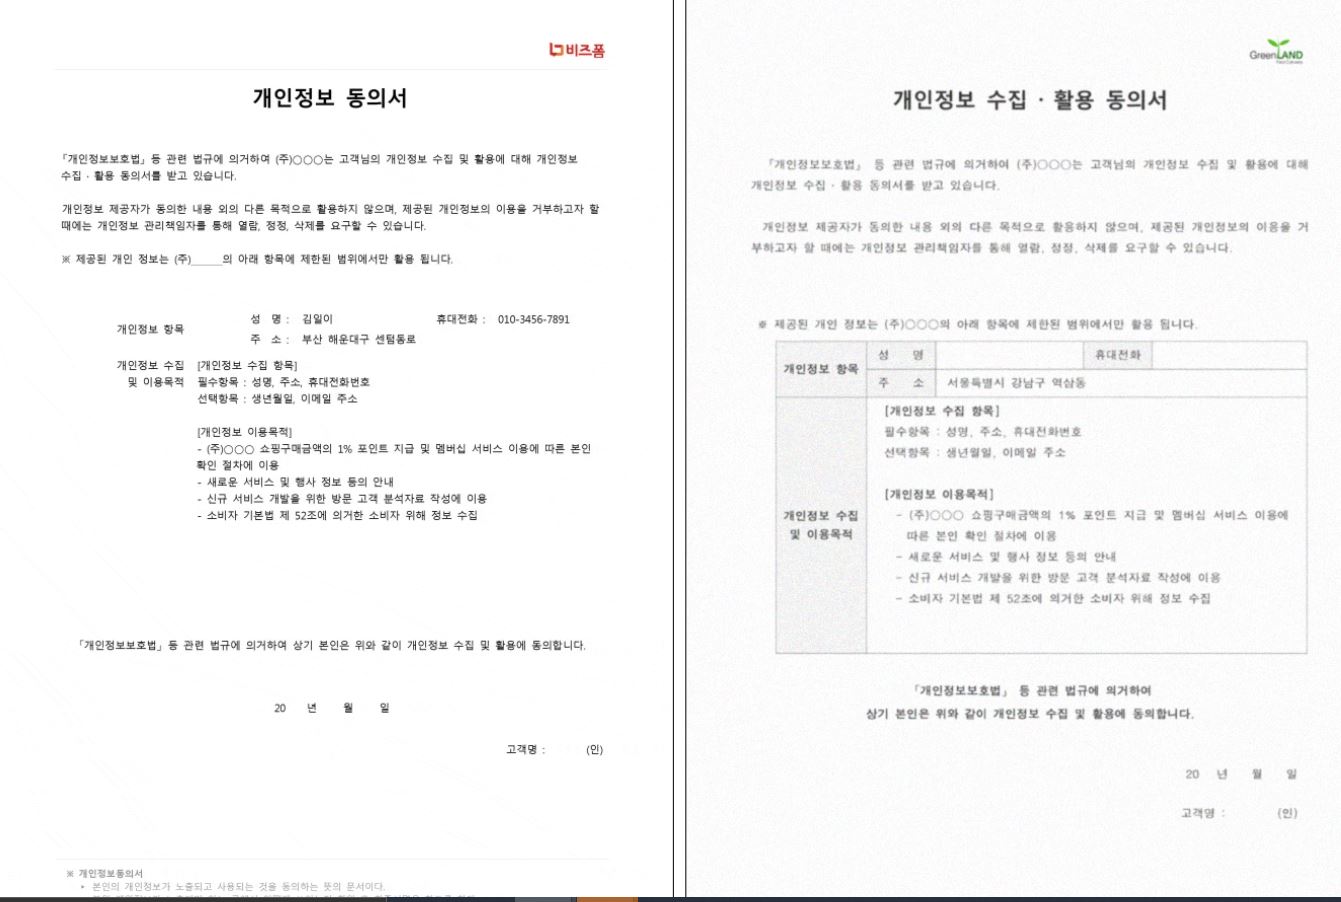 비즈폼
개인정보 동의서
「개인정보보호법」등 관련 법규에 의거하여 (주)○○○는 고객님의 개인정보 수집 및 활용에 대해 개인정보
수집 · 활용 동의서를 받고 있습니다.
개인정보 제공자가 동의한 내용 외의 다른 목적으로 활용하지 않으며, 제공된 개인정보의 이용을 거부하고자 할
때에는 개인정보 관리책임자를 통해 열람, 정정, 삭제를 요구할 수 있습니다.
※ 제공된 개인 정보는 (주)______의 아래 항목에 제한된 범위에서만 활용 됩니다.
개인정보 항목
성 명 : 김일이 휴대전화 : 010-3456-7891
주 소 : 부산 해운대구 센텀동로
개인정보 수집 [개인정보 수집 항목]
및 이용목적 필수항목 : 성명, 주소, 휴대전화번호
선택항목 : 생년월일, 이메일 주소
[개인정보 이용목적]
- (주)○○○ 쇼핑구매금액의 1% 포인트 지급 및 멤버십 서비스 이용에 따른 본인
확인 절차에 이용
- 새로운 서비스 및 행사 정보 등의 안내
- 신규 서비스 개발을 위한 방문 고객 분석자료 작성에 이용
- 소비자 기본법 제 52조에 의거한 소비자 위해 정보 수집
「개인정보보호법」등 관련 법규에 의거하여 상기 본인은 위와 같이 개인정보 수집 및 활용에 동의합니다.
20 년 월 일
고객명 : (인)
※ 개인정보동의서
▸ 본인의 개인정보가 노출되고 사용되는 것을 동의하는 뜻의 문서이다.
GreenLAND
개인정보 수집 · 활용 동의서
「개인정보보호법」 등 관련 법규에 의거하여 (주)○○○는 고객님의 개인정보 수집 및 활용에 대해
개인정보 수집 · 활용 동의서를 받고 있습니다.
개인정보 제공자가 동의한 내용 외의 다른 목적으로 활용하지 않으며, 제공된 개인정보의 이용을 거
부하고자 할 때에는 개인정보 관리책임자를 통해 열람, 정정, 삭제를 요구할 수 있습니다.
※ 제공된 개인 정보는 (주)○○○의 아래 항목에 제한된 범위에서만 활용 됩니다.
개인정보 항목
성 명 휴대전화
주 소 서울특별시 강남구 역삼동
개인정보 수집
및 이용목적
[개인정보 수집 항목]
필수항목 : 성명, 주소, 휴대전화번호
선택항목 : 생년월일, 이메일 주소
[개인정보 이용목적]
- (주)○○○ 쇼핑구매금액의 1% 포인트 지급 및 멤버십 서비스 이용에
따른 본인 확인 절차에 이용
- 새로운 서비스 및 행사 정보 등의 안내
- 신규 서비스 개발을 위한 방문 고객 분석자료 작성에 이용
- 소비자 기본법 제 52조에 의거한 소비자 위해 정보 수집
「개인정보보호법」 등 관련 법규에 의거하여
상기 본인은 위와 같이 개인정보 수집 및 활용에 동의합니다.
20 년 월 일
고객명 : (인)